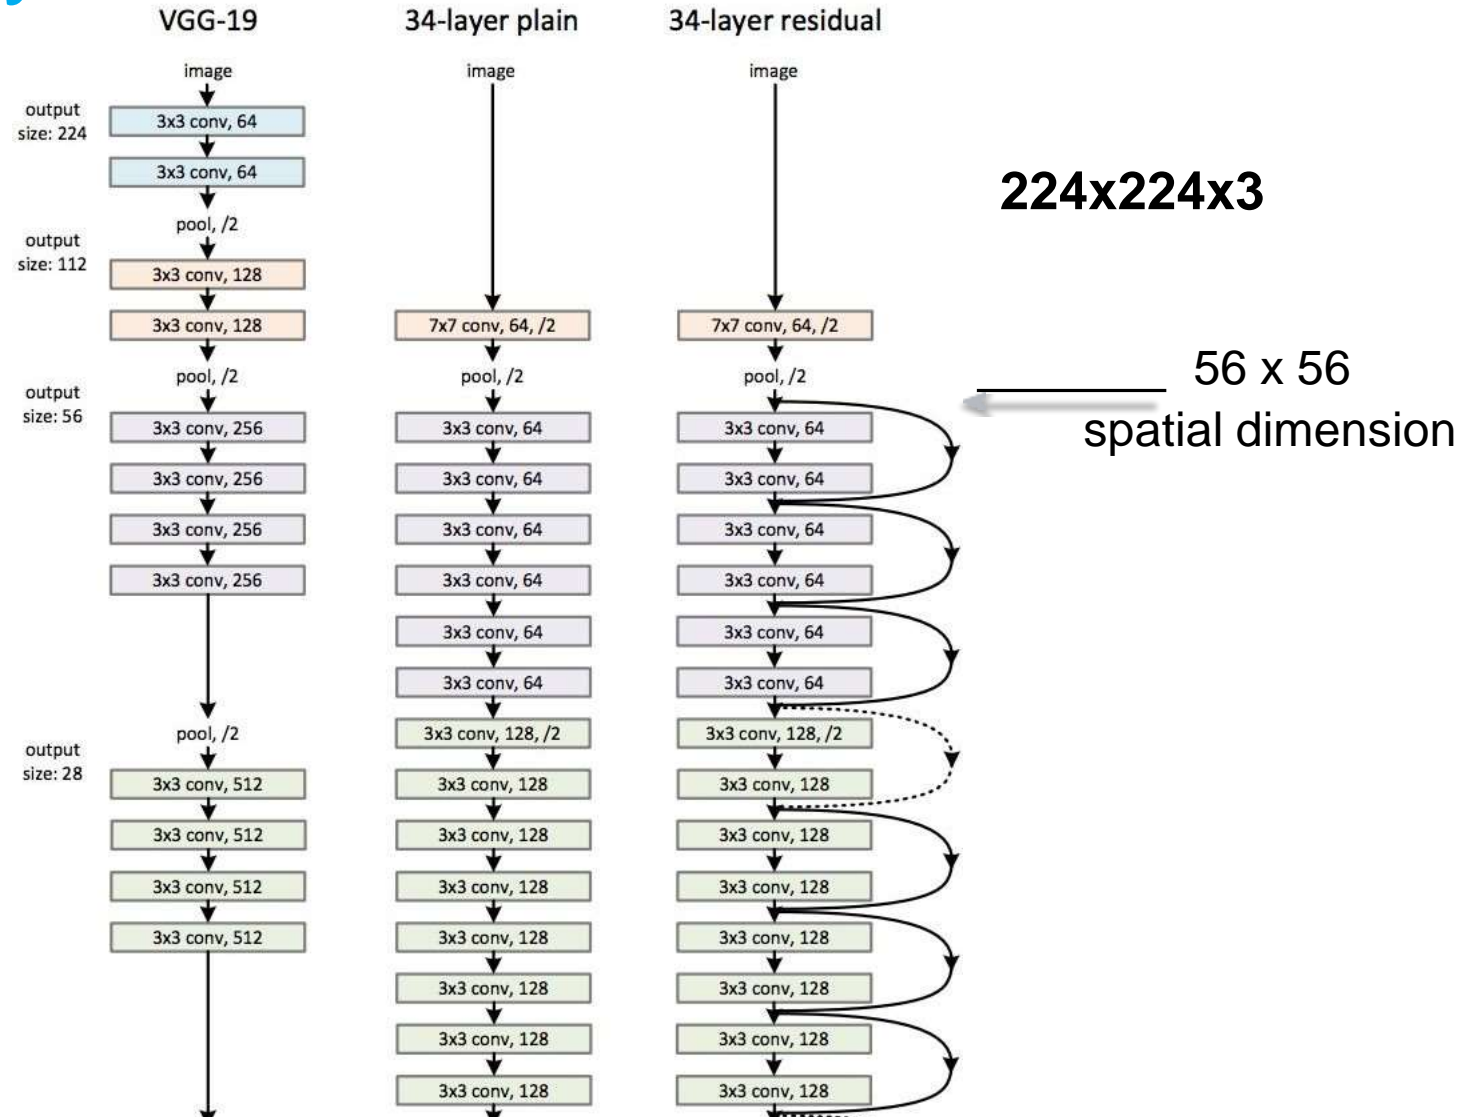 VGG-19
34-layer plain
34-layer residual
image
image
image
output
size: 224
3x3 conv, 64
3x3 conv, 64
pool, /2
output
size: 112
3x3 conv, 128
3x3 conv, 128
pool, /2
output
size: 56
3x3 conv, 256
3x3 conv, 256
3x3 conv, 256
3x3 conv, 256
pool, /2
output
size: 28
3x3 conv, 512
3x3 conv, 512
3x3 conv, 512
3x3 conv, 512
7x7 conv, 64, /2
pool, /2
3x3 conv, 64
3x3 conv, 64
3x3 conv, 64
3x3 conv, 64
3x3 conv, 64
3x3 conv, 64
3x3 conv, 128, /2
3x3 conv, 128
3x3 conv, 128
3x3 conv, 128
3x3 conv, 128
3x3 conv, 128
3x3 conv, 128
3x3 conv, 128
7x7 conv, 64, /2
pool, /2
3x3 conv, 64
3x3 conv, 64
3x3 conv, 64
3x3 conv, 64
3x3 conv, 64
3x3 conv, 64
3x3 conv, 128, /2
3x3 conv, 128
3x3 conv, 128
3x3 conv, 128
3x3 conv, 128
3x3 conv, 128
3x3 conv, 128
3x3 conv, 128
224x224x3
56 x 56
spatial dimension